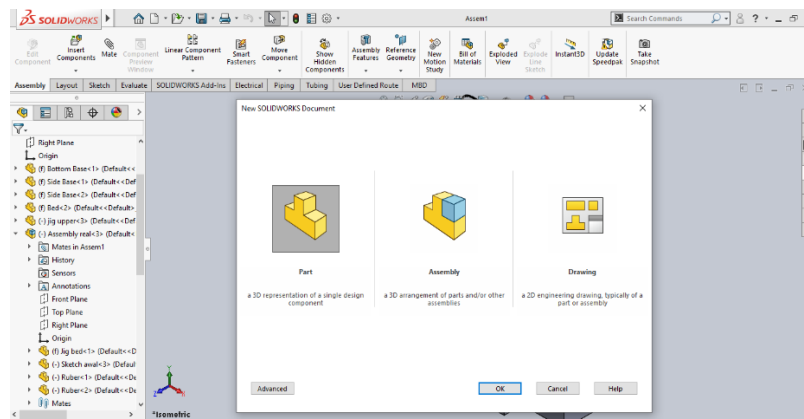 SOLIDWORKS
Assem1
Search Commands
Edit Component
Insert Components
Mate
Component Preview Window
Linear Component Pattern
Smart Fasteners
Move Component
Show Hidden Components
Assembly Features
Reference Geometry
New Motion Study
Bill of Materials
Exploded View
Explode Line Sketch
Instant3D
Update Speedpak
Take Snapshot
Assembly Layout Sketch Evaluate SOLIDWORKS Add-Ins Electrical Piping Tubing User Defined Route MBD
New SOLIDWORKS Document
Right Plane
Origin
(f) Bottom Base<1> (Default<<
(f) Side Base<1> (Default<<Def
(f) Side Base<2> (Default<<Def
(f) Bed<2> (Default<<Default>
(-) jig upper<3> (Default<<Def
(-) Assembly real<3> (Default<
Mates in Assem1
History
Sensors
Annotations
Front Plane
Top Plane
Right Plane
Origin
(f) Jig bed<1> (Default<<D
(-) Sketch awal<3> (Defaul
(-) Ruber<1> (Default<<De
(-) Ruber<2> (Default<<De
Mates
Part
a 3D representation of a single design
component
Assembly
a 3D arrangement of parts and/or other
assemblies
Drawing
a 2D engineering drawing, typically of a
part or assembly
Advanced
OK
Cancel
Help
*Isometric